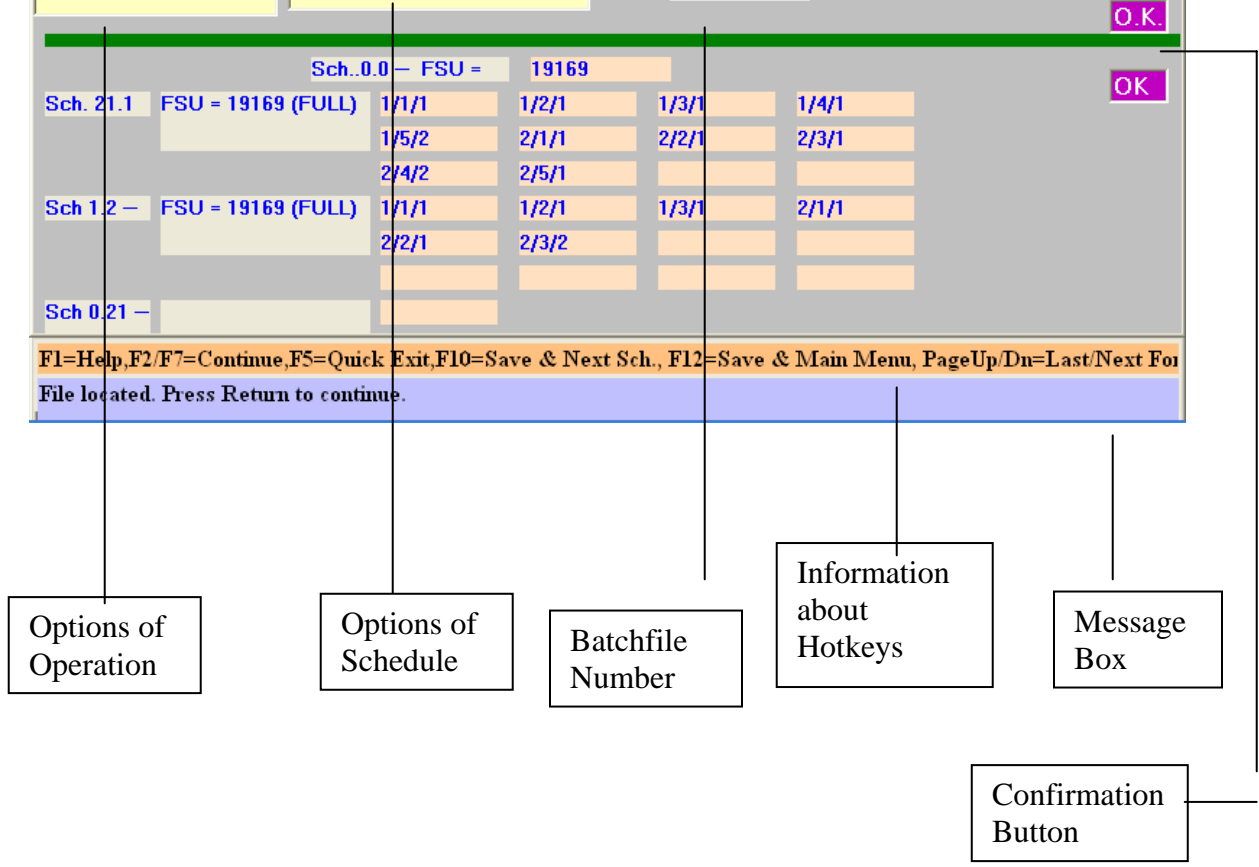 O.K.
Sch..0.0 – FSU = 19169
OK
Sch. 21.1 FSU = 19169 (FULL) 1/1/1 1/2/1 1/3/1 1/4/1
1/5/2 2/1/1 2/2/1 2/3/1
2/4/2 2/5/1
Sch 1.2 – FSU = 19169 (FULL) 1/1/1 1/2/1 1/3/1 2/1/1
2/2/1 2/3/2
Sch 0.21 –
F1=Help,F2/F7=Continue,F5=Quick Exit,F10=Save & Next Sch., F12=Save & Main Menu, PageUp/Dn=Last/Next For
File located. Press Return to continue.
Options of
Operation
Options of
Schedule
Batchfile
Number
Information
about
Hotkeys
Message
Box
Confirmation
Button